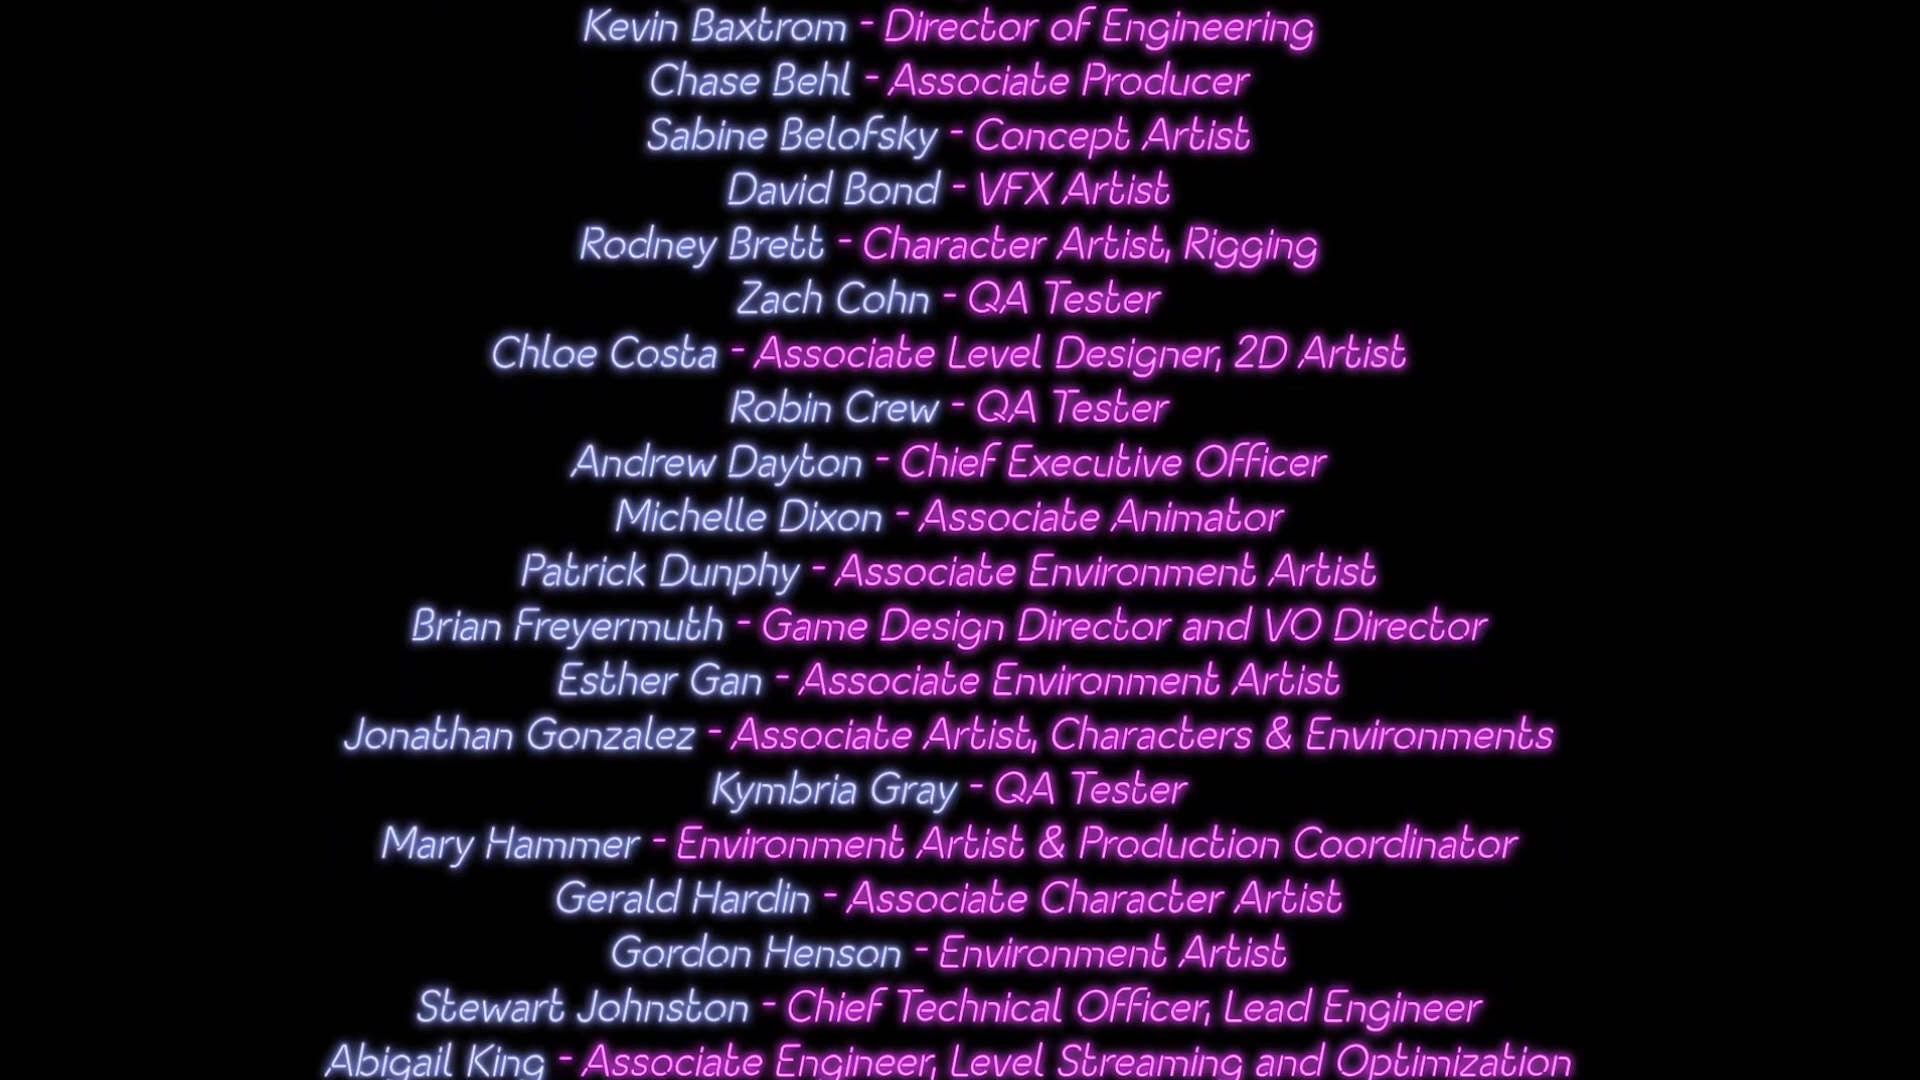 Kevin Baxtrom - Director of Engineering
Chase Behl - Associate Producer
Sabine Belofsky - Concept Artist
David Bond - VFX Artist
Rodney Brett - Character Artist, Rigging
Zach Cohn - QA Tester
Chloe Costa - Associate Level Designer, 2D Artist
Robin Crew - QA Tester
Andrew Dayton - Chief Executive Officer
Michelle Dixon - Associate Animator
Patrick Dunphy - Associate Environment Artist
Brian Freyermuth - Game Design Director and VO Director
Esther Gan - Associate Environment Artist
Jonathan Gonzalez - Associate Artist, Characters & Environments
Kymbria Gray - QA Tester
Mary Hammer - Environment Artist & Production Coordinator
Gerald Hardin - Associate Character Artist
Gordon Henson - Environment Artist
Stewart Johnston - Chief Technical Officer, Lead Engineer
Abigail King - Associate Engineer, Level Streaming and Optimization